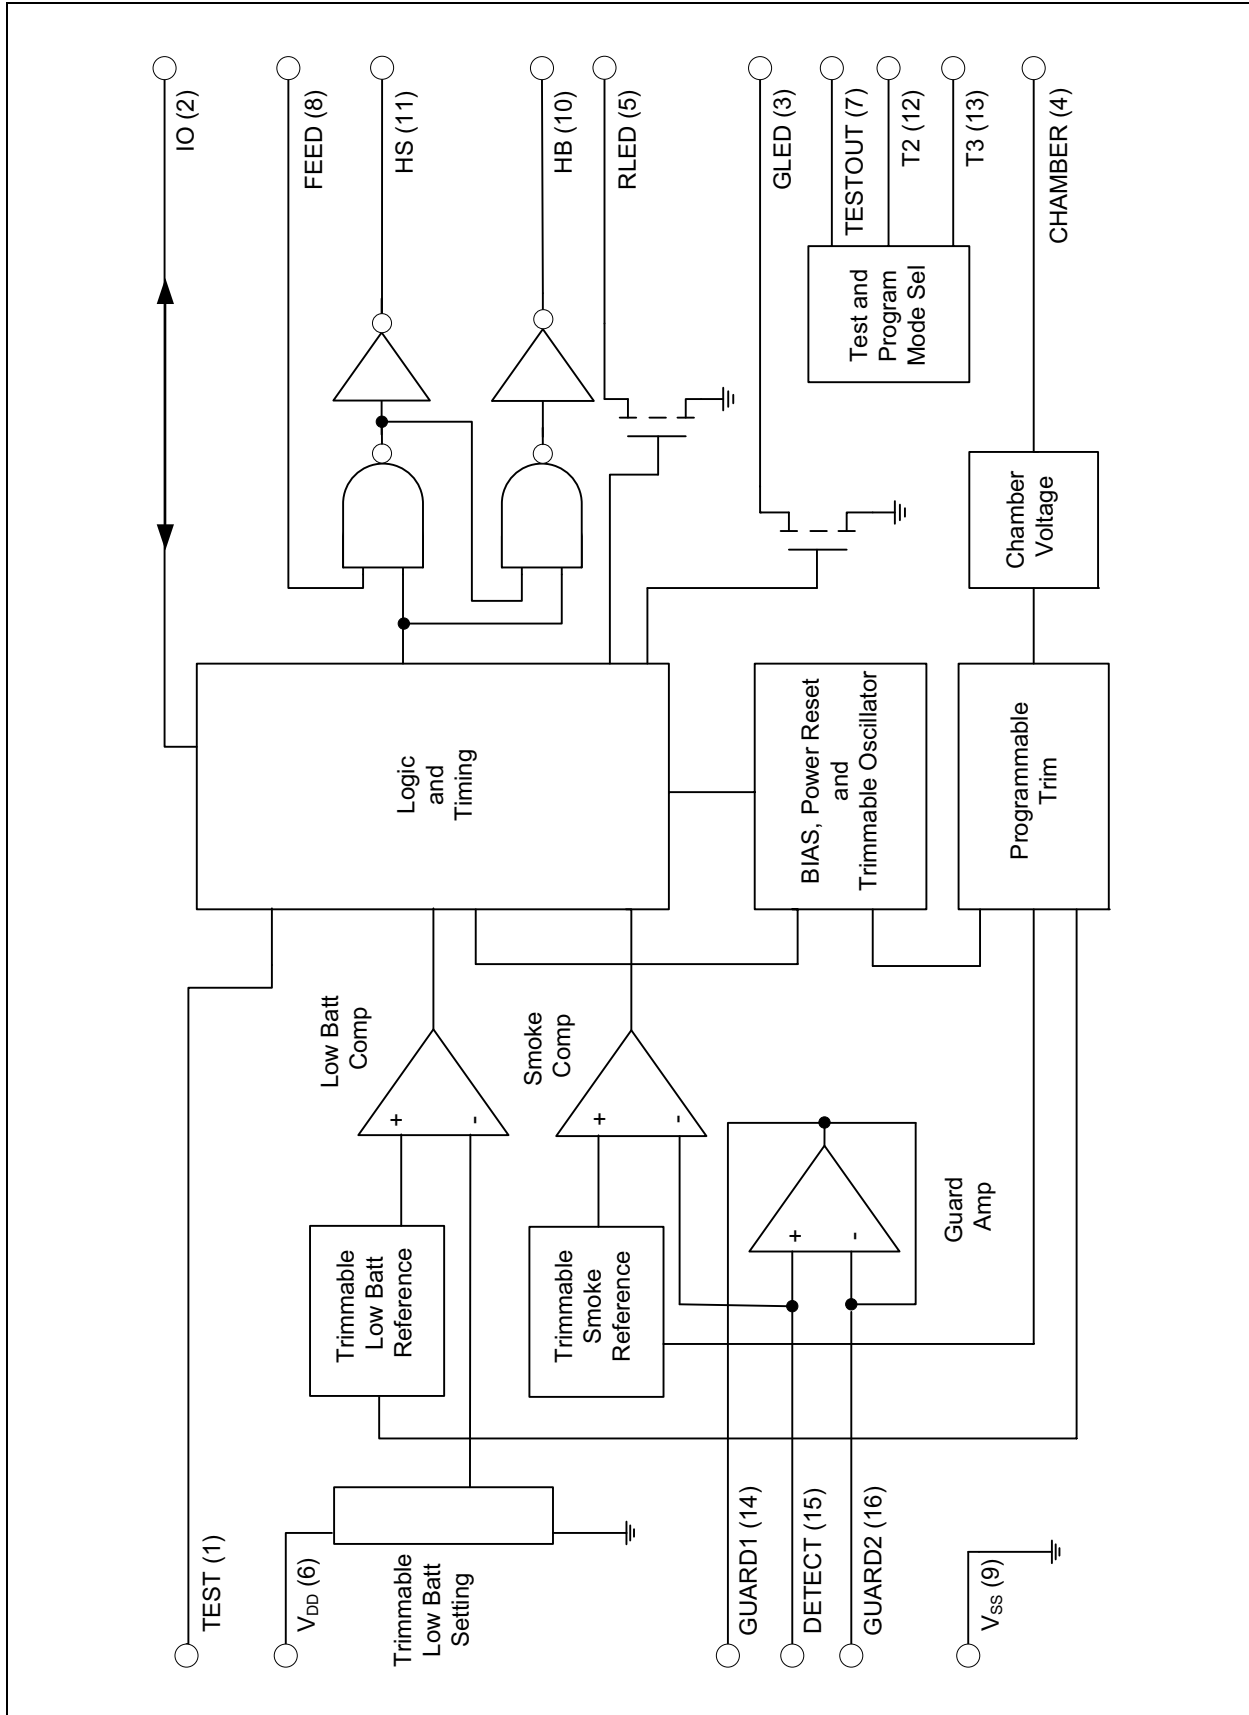 TEST (1)
V<sub>DD</sub> (6)
Trimmable
Low Batt
Setting
GUARD1 (14)
DETECT (15)
GUARD2 (16)
V<sub>SS</sub> (9)
Trimmable
Low Batt
Reference
+
-
Low Batt
Comp
Trimmable
Smoke
Reference
+
-
Smoke
Comp
+
-
Guard
Amp
Logic
and
Timing
BIAS, Power Reset
and
Trimmable Oscillator
Programmable
Trim
Chamber
Voltage
Test and
Program
Mode Sel
IO (2)
FEED (8)
HS (11)
HB (10)
RLED (5)
GLED (3)
TESTOUT (7)
T2 (12)
T3 (13)
CHAMBER (4)